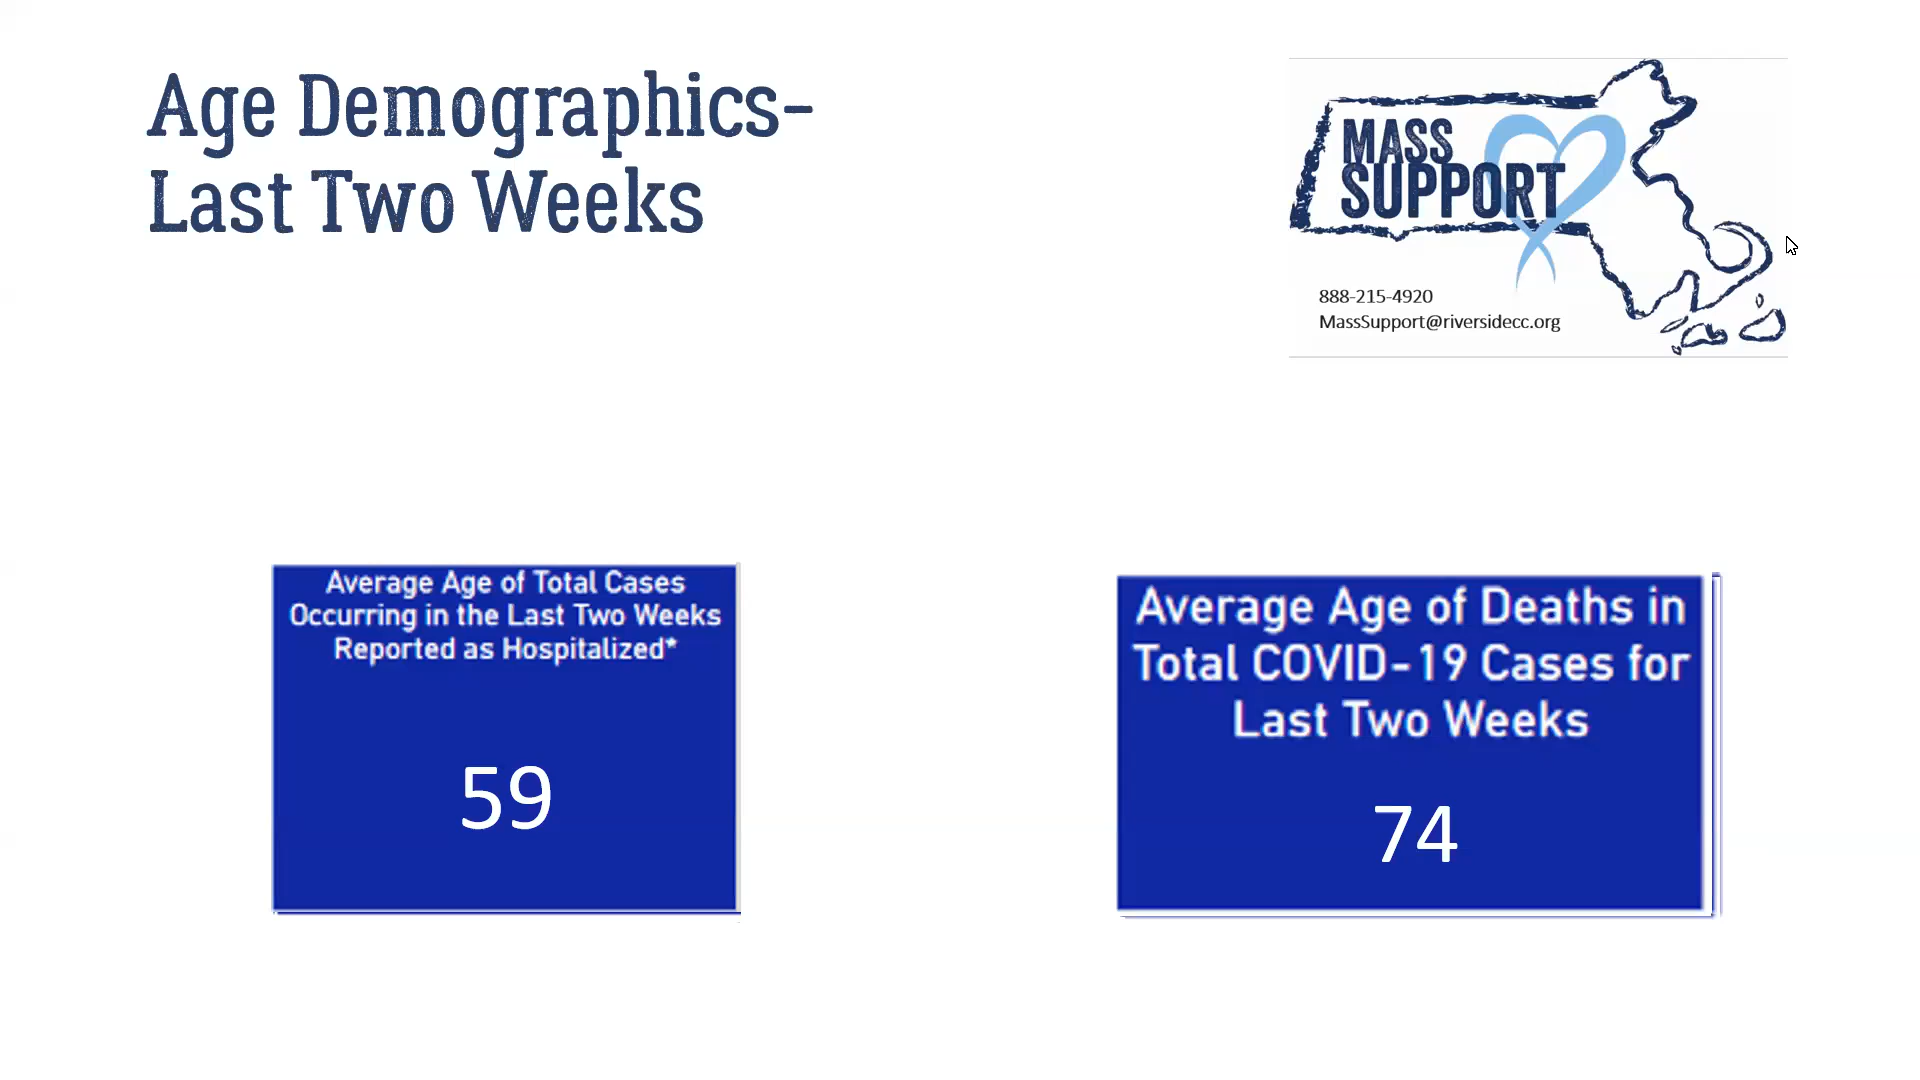 Age Demographics-
Last Two Weeks
MASS
SUPPORT
888-215-4920
MassSupport@riversidecc.org
Average Age of Total Cases
Occurring in the Last Two Weeks
Reported as Hospitalized*
59
Average Age of Deaths in
Total COVID-19 Cases for
Last Two Weeks
74